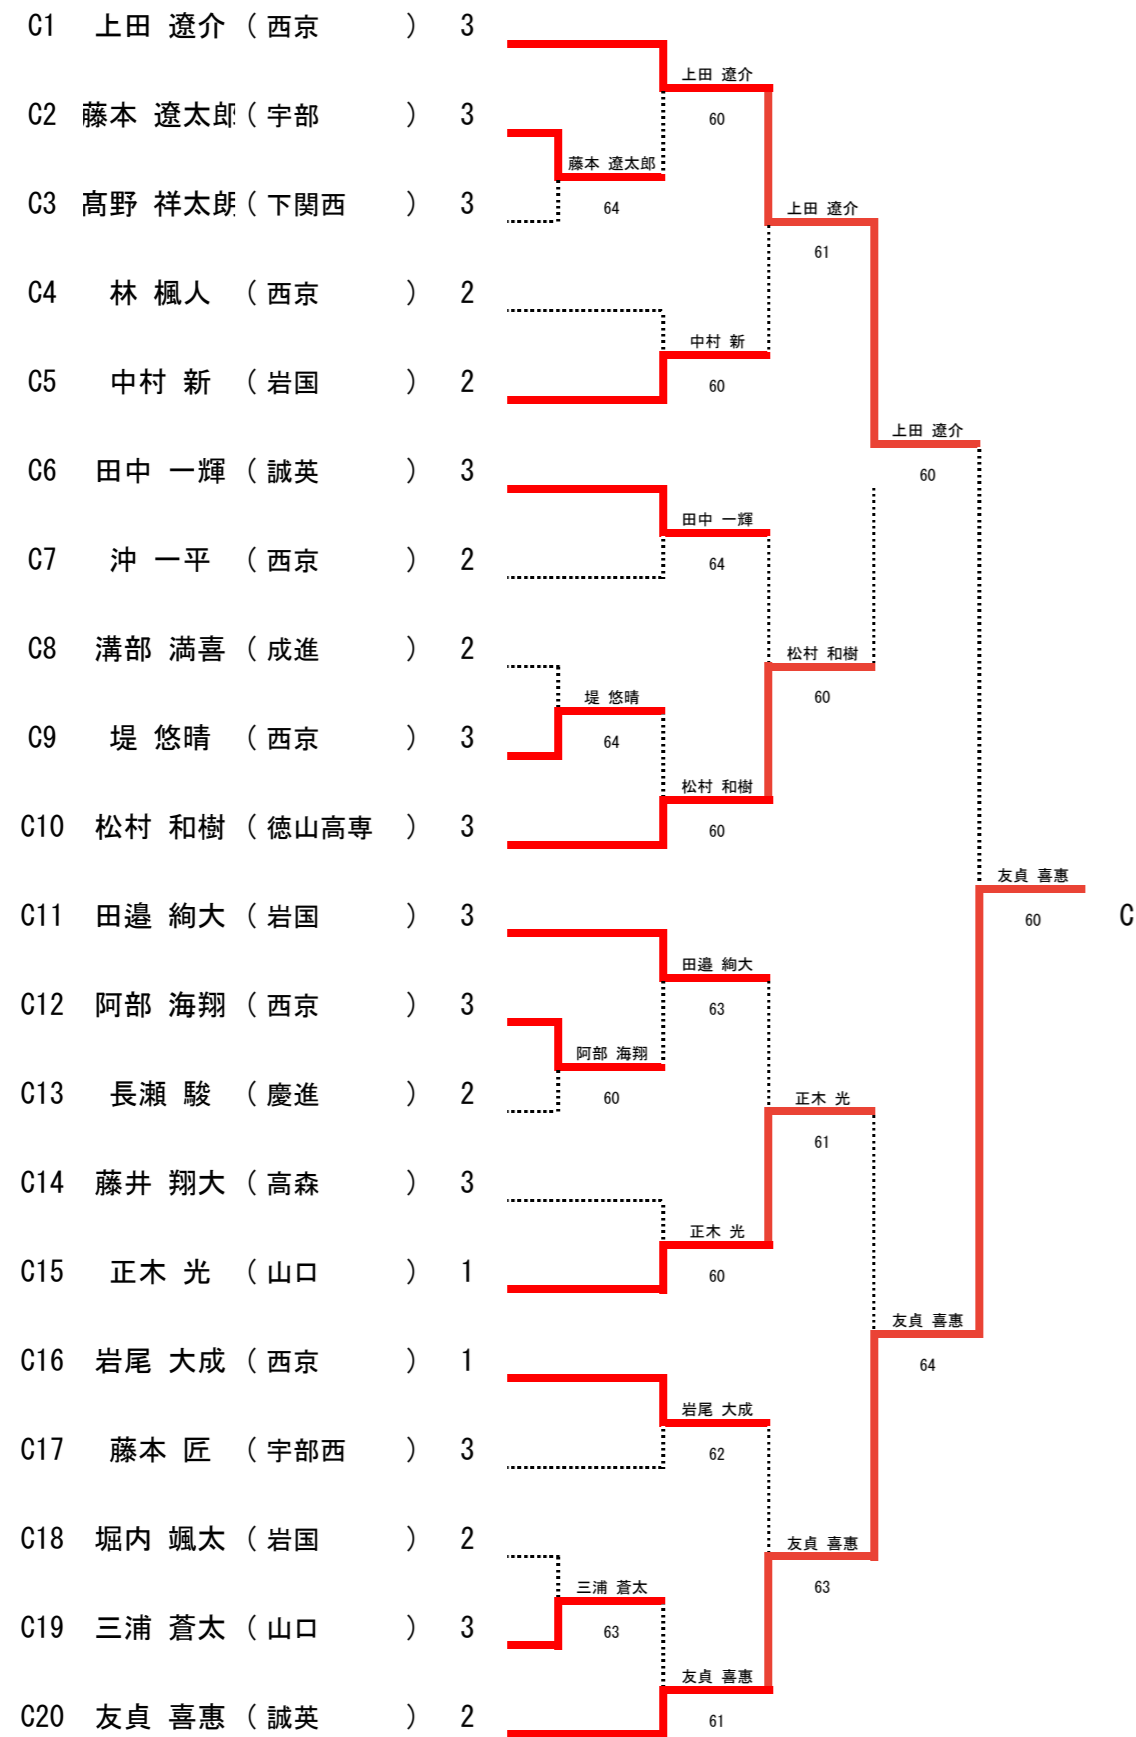 C1 上田 遼介 （ 西京 ） 3
上田 遼介
60
C2 藤本 遼太郎 （ 宇部 ） 3
藤本 遼太郎
64
C3 髙野 祥太朗 （ 下関西 ） 3
上田 遼介
61
C4 林 楓人 （ 西京 ） 2
中村 新
60
C5 中村 新 （ 岩国 ） 2
上田 遼介
60
C6 田中 一輝 （ 誠英 ） 3
田中 一輝
64
C7 沖 一平 （ 西京 ） 2
C8 溝部 満喜 （ 成進 ） 2
松村 和樹
60
堤 悠晴
64
C9 堤 悠晴 （ 西京 ） 3
松村 和樹
60
C10 松村 和樹 （ 徳山高専 ） 3
友貞 喜惠
60 C
C11 田邉 絢大 （ 岩国 ） 3
田邉 絢大
63
C12 阿部 海翔 （ 西京 ） 3
阿部 海翔
60
C13 長瀬 駿 （ 慶進 ） 2
正木 光
61
C14 藤井 翔大 （ 高森 ） 3
正木 光
60
C15 正木 光 （ 山口 ） 1
友貞 喜惠
64
C16 岩尾 大成 （ 西京 ） 1
岩尾 大成
62
C17 藤本 匠 （ 宇部西 ） 3
C18 堀内 颯太 （ 岩国 ） 2
友貞 喜惠
63
三浦 蒼太
63
C19 三浦 蒼太 （ 山口 ） 3
友貞 喜惠
61
C20 友貞 喜惠 （ 誠英 ） 2